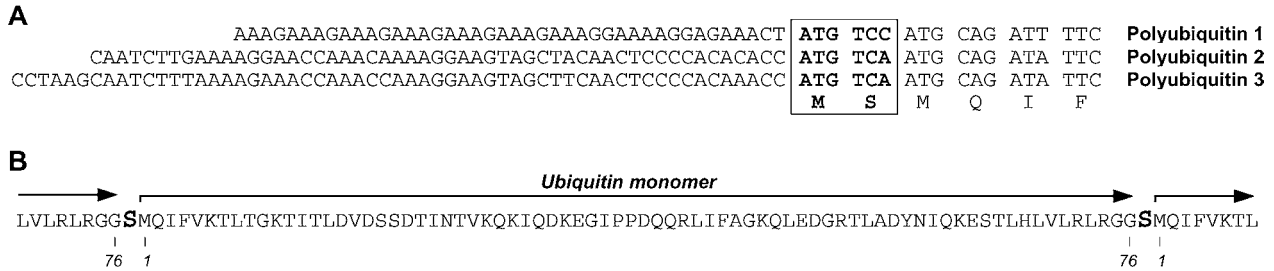 A
AAAGAAAGAAAGAAAGAAAGAAAGAAAGGAAAAGGAGAAACT ATG TCC ATG CAG ATT TTC Polyubiquitin 1
CAATCTTGAAAAGGAACCAAACAAAAGGAAGTAGCTACAACTCCCCACACACC ATG TCA ATG CAG ATA TTC Polyubiquitin 2
CCTAAGCAATCTTTAAAAGAAACCAAACCAAAGGAAGTAGCTTCAACTCCCCACAAACC ATG TCA ATG CAG ATA TTC Polyubiquitin 3
M S M Q I F
B
Ubiquitin monomer
LVLRLRGGSMQIFVKTLTGKTITLDVDSSDTINTVKQKIQDKEGIPPDQQRLIFAGKQLEDGRTLADYNIQKESTLHLVLRLRGGSMQIFVKTL
76 1 76 1